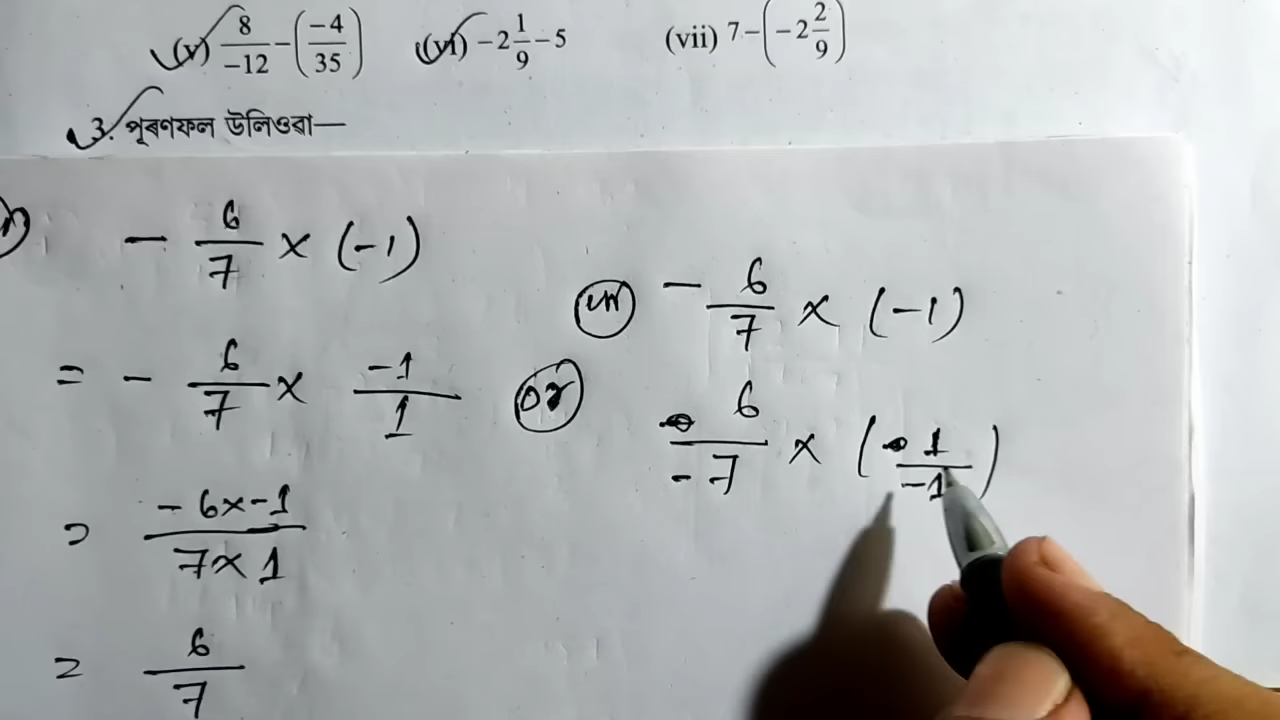 (v) 8/-12 - (-4/35) (vi) -2 1/9 - 5 (vii) 7 - (-2 2/9)
3. পূৰণফল উলিওৱা—
- 6/7 × (-1)
= - 6/7 × -1/1
= - 6 × -1 / 7 × 1
= 6/7
- 6/7 × (-1)
or 6/-7 × (1/-1)